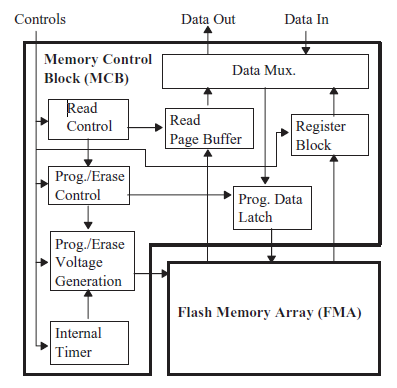 Controls
Data Out
Data In
Memory Control
Block (MCB)
Data Mux.
Read
Control
Read
Page Buffer
Register
Block
Prog./Erase
Control
Prog. Data
Latch
Prog./Erase
Voltage
Generation
Flash Memory Array (FMA)
Internal
Timer